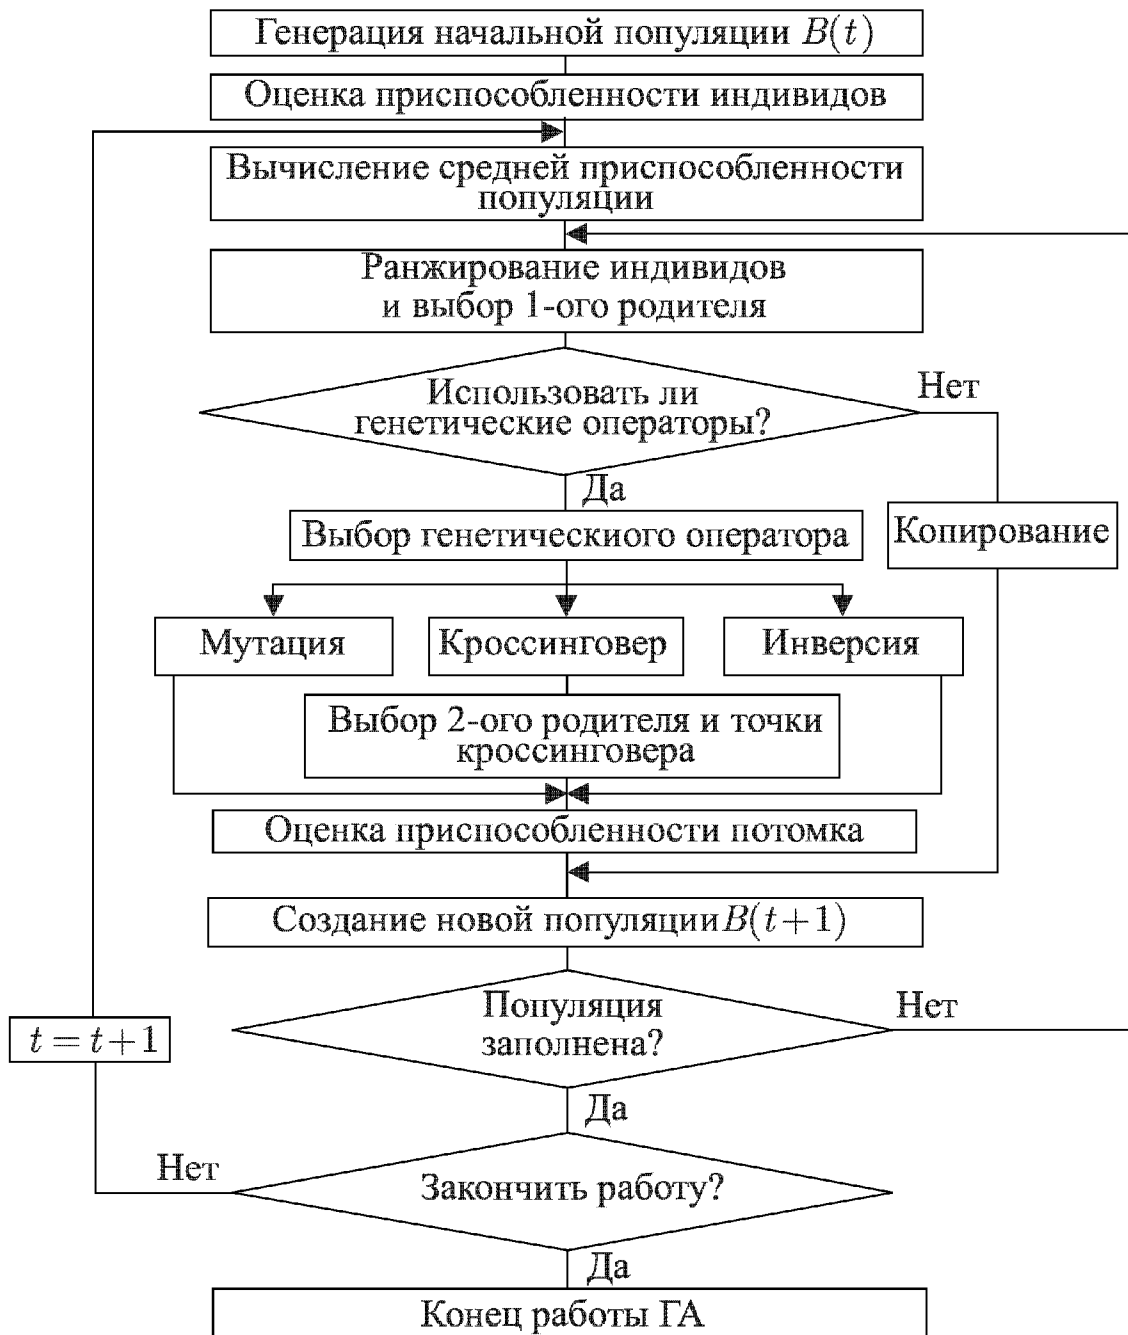 Генерация начальной популяции B(t)
Оценка приспособленности индивидов
Вычисление средней приспособленности
популяции
Ранжирование индивидов
и выбор 1-ого родителя
Использовать ли
генетические операторы?
Нет
Да
Выбор генетическиого оператора
Копирование
Мутация
Кроссинговер
Инверсия
Выбор 2-ого родителя и точки
кроссинговера
Оценка приспособленности потомка
Создание новой популяции B(t+1)
Популяция
заполнена?
Нет
t = t+1
Да
Нет
Закончить работу?
Да
Конец работы ГА